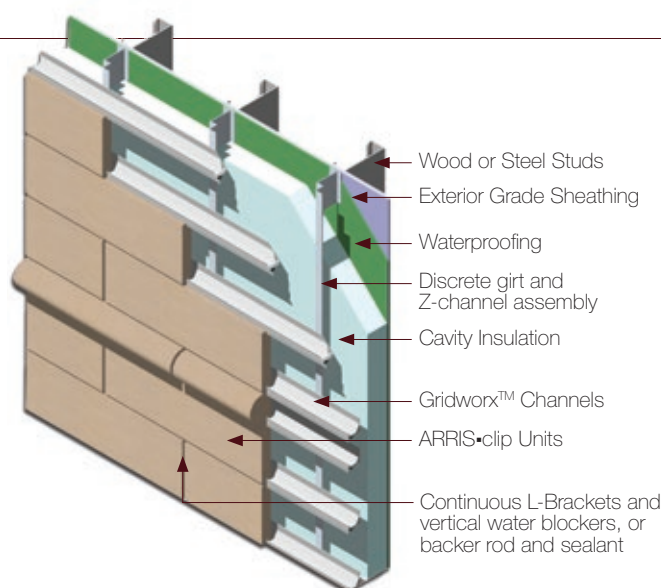 Wood or Steel Studs
Exterior Grade Sheathing
Waterproofing
Discrete girt and
Z-channel assembly
Cavity Insulation
Gridworx™ Channels
ARRIS▪clip Units
Continuous L-Brackets and
vertical water blockers, or
backer rod and sealant